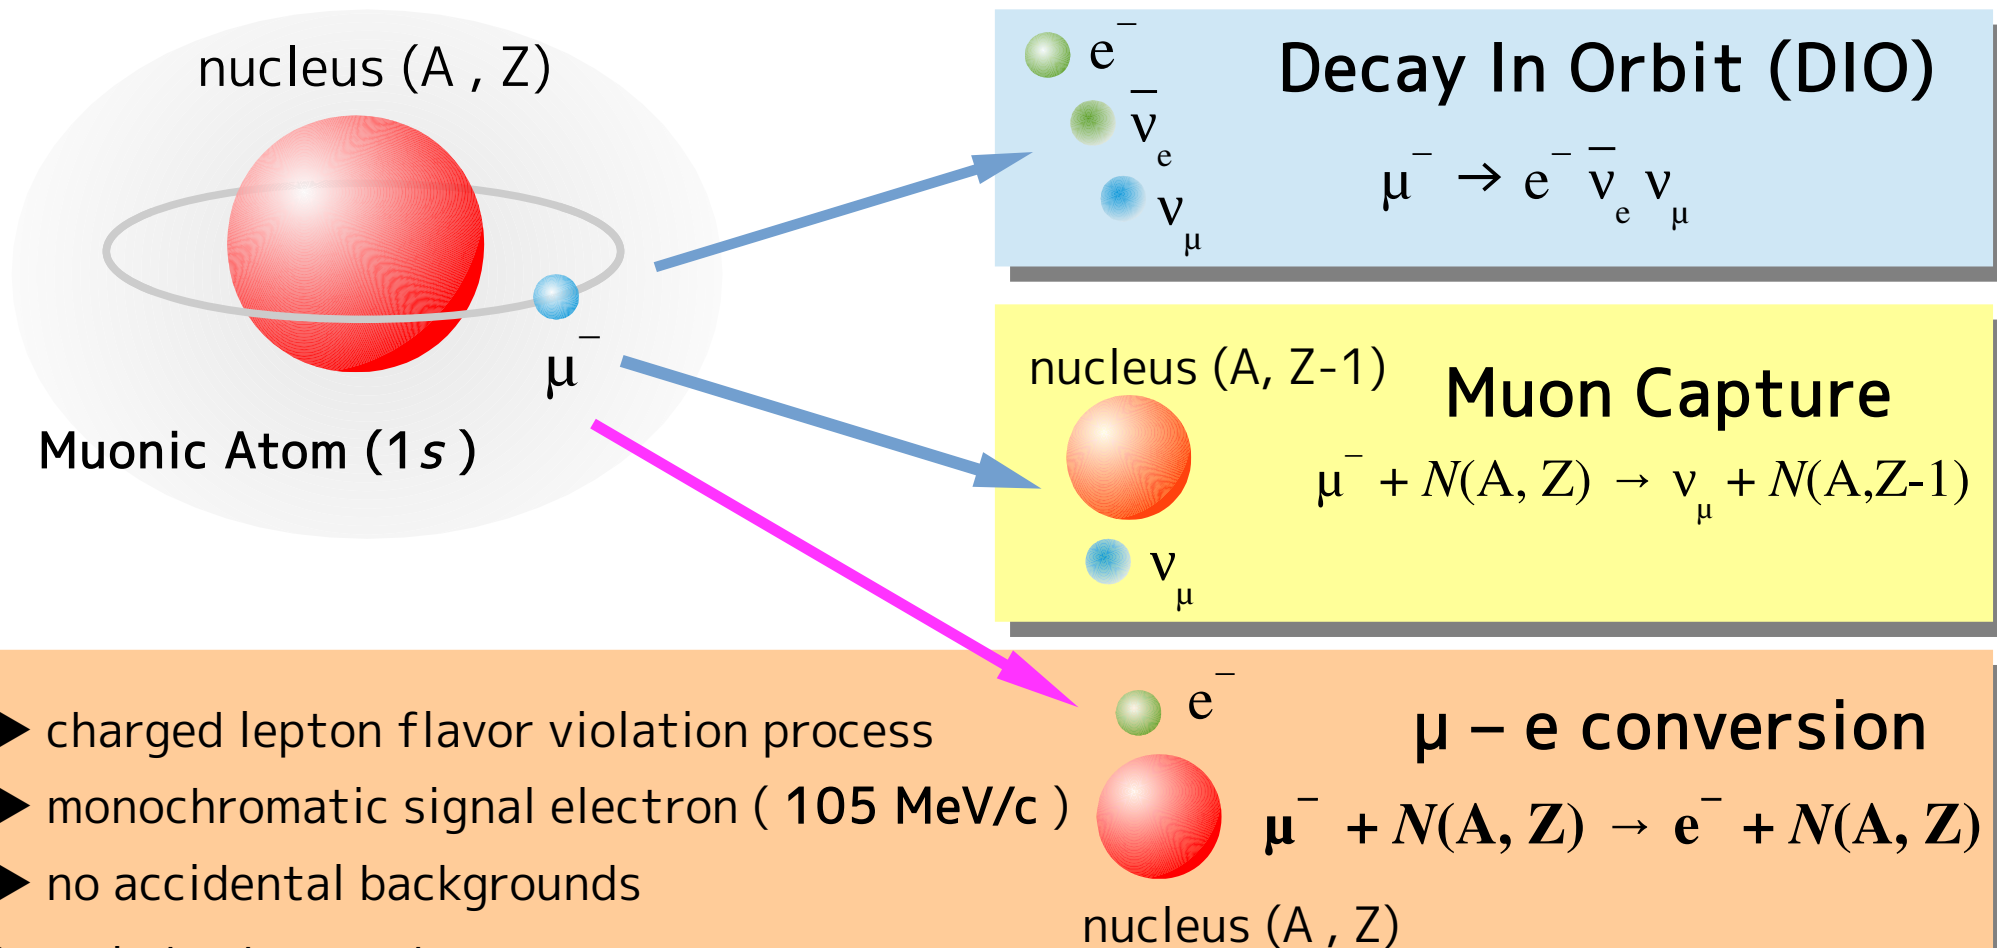 nucleus (A , Z)
μ⁻
Muonic Atom (1s )
e⁻
ν̅e
νμ
Decay In Orbit (DIO)
μ⁻ → e⁻ ν̅e νμ
nucleus (A, Z-1)
νμ
Muon Capture
μ⁻ + N(A, Z) → νμ + N(A,Z-1)
charged lepton flavor violation process
monochromatic signal electron ( 105 MeV/c )
no accidental backgrounds
e⁻
nucleus (A , Z)
μ – e conversion
μ⁻ + N(A, Z) → e⁻ + N(A, Z)